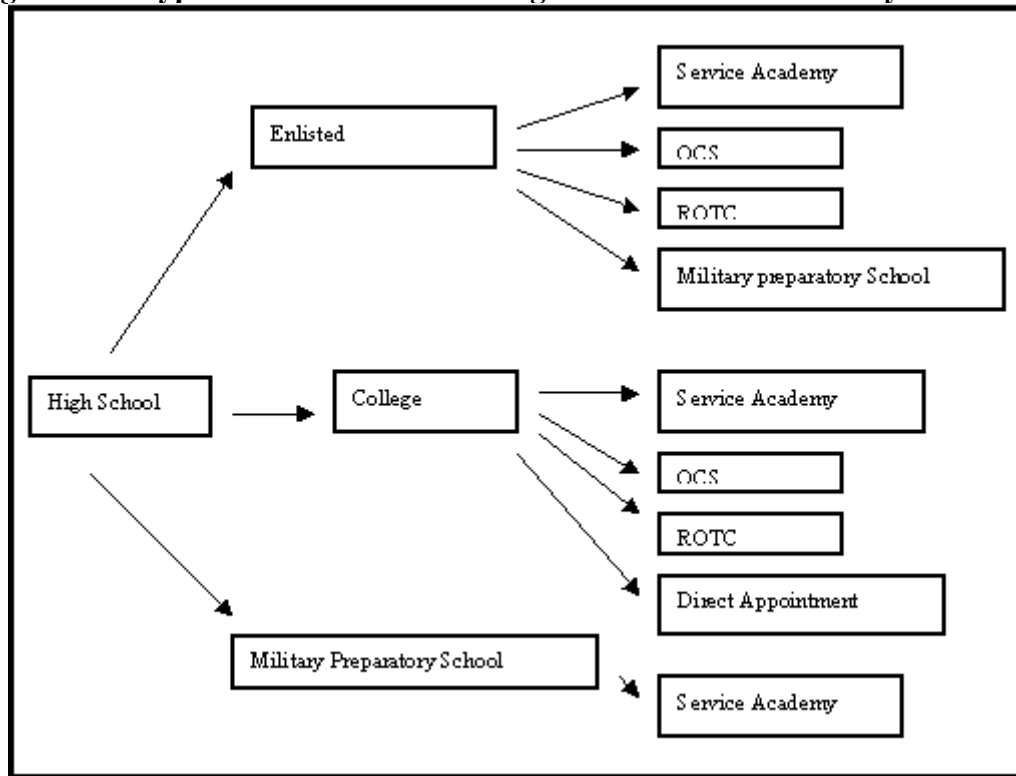 Service Academy
Enlisted
OCS
ROTC
Military preparatory School
High School
College
Service Academy
OCS
ROTC
Direct Appointment
Military Preparatory School
Service Academy